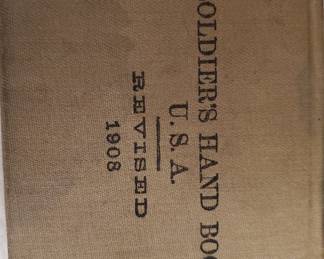 OLDIER'S HAND BOO
U. S. A.
REVISED
1908